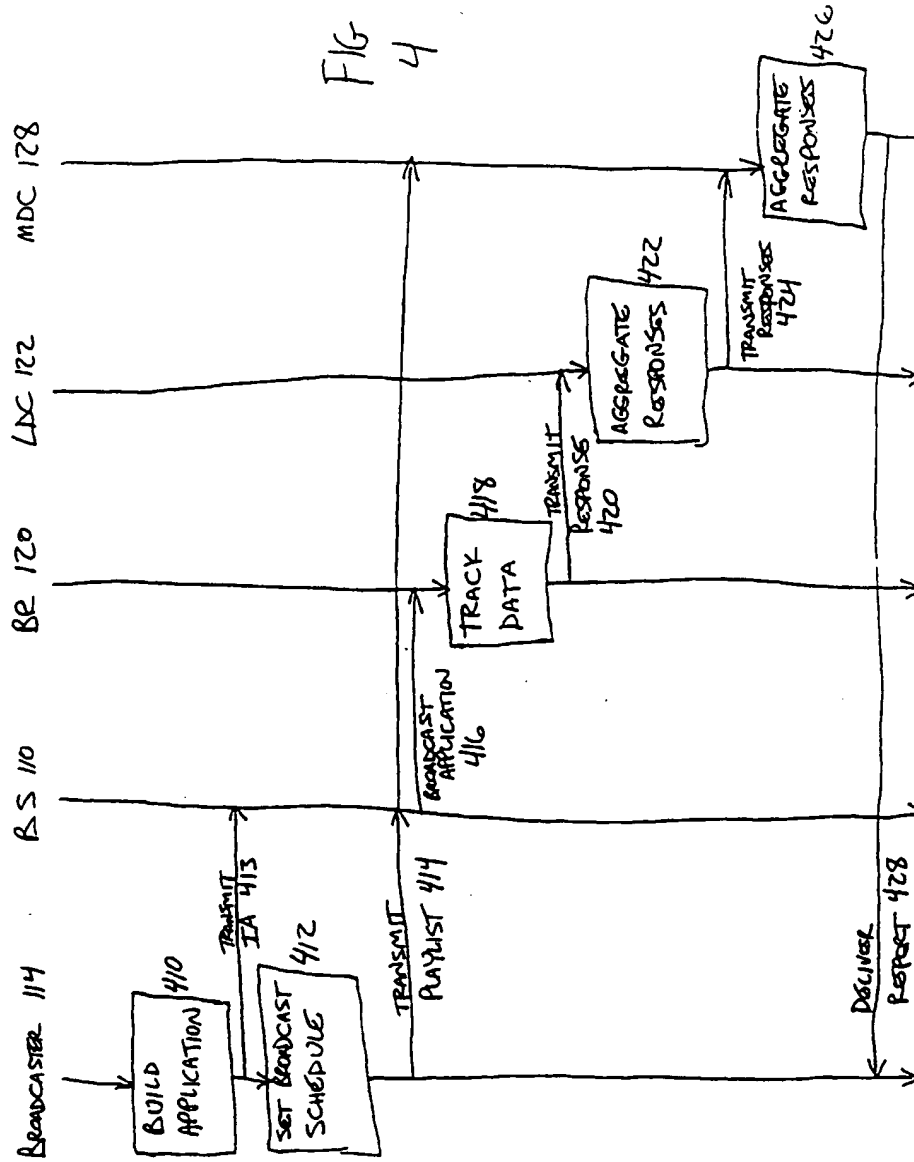 BROADCASTER 114
BS 110
BR 120
LDC 122
MDC 128
FIG
4
BUILD
APPLICATION
410
TRANSMIT
IA 413
SET BROADCAST
SCHEDULE
412
TRANSMIT
PLAYLIST 414
BROADCAST
APPLICATION
416
TRACK
DATA
418
TRANSMIT
RESPONSE
420
AGGREGATE
RESPONSES
422
TRANSMIT
RESPONSES
424
AGGREGATE
RESPONSES
426
DELIVER
REPORT 428